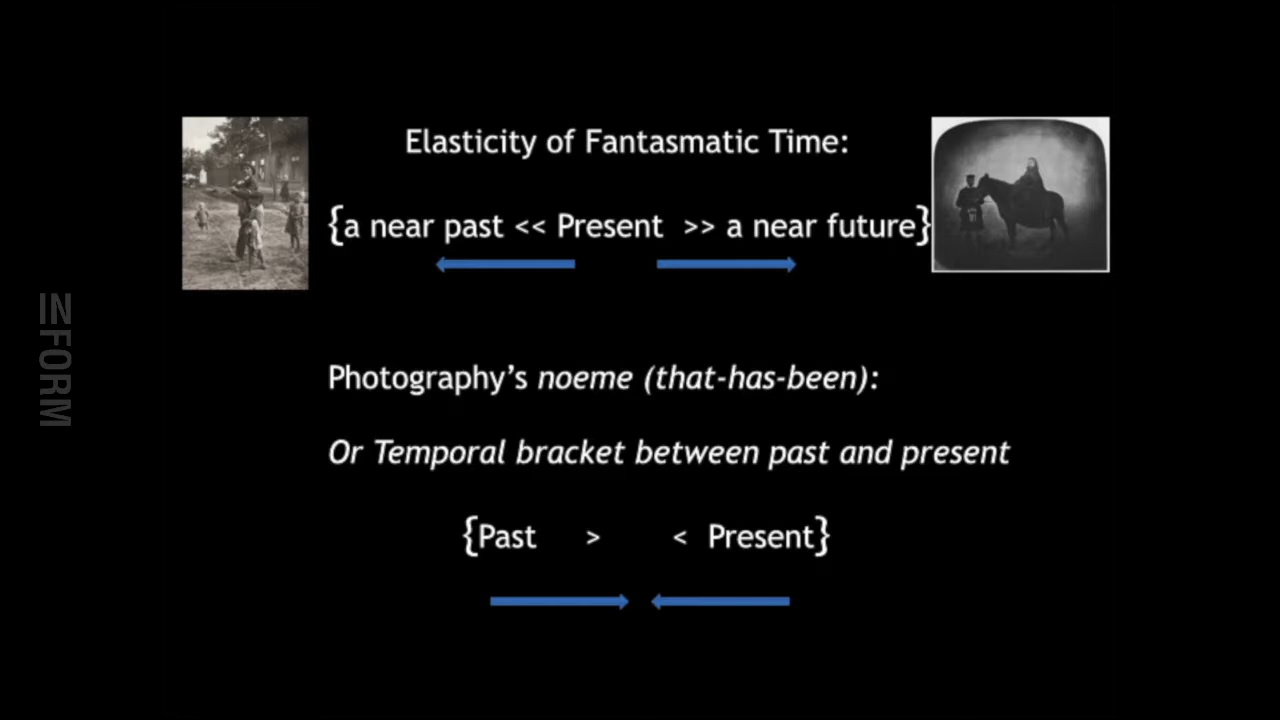 Elasticity of Fantasmatic Time:
{a near past << Present >> a near future}
Photography’s noeme (that-has-been):
Or Temporal bracket between past and present
{Past > < Present}
INFORM